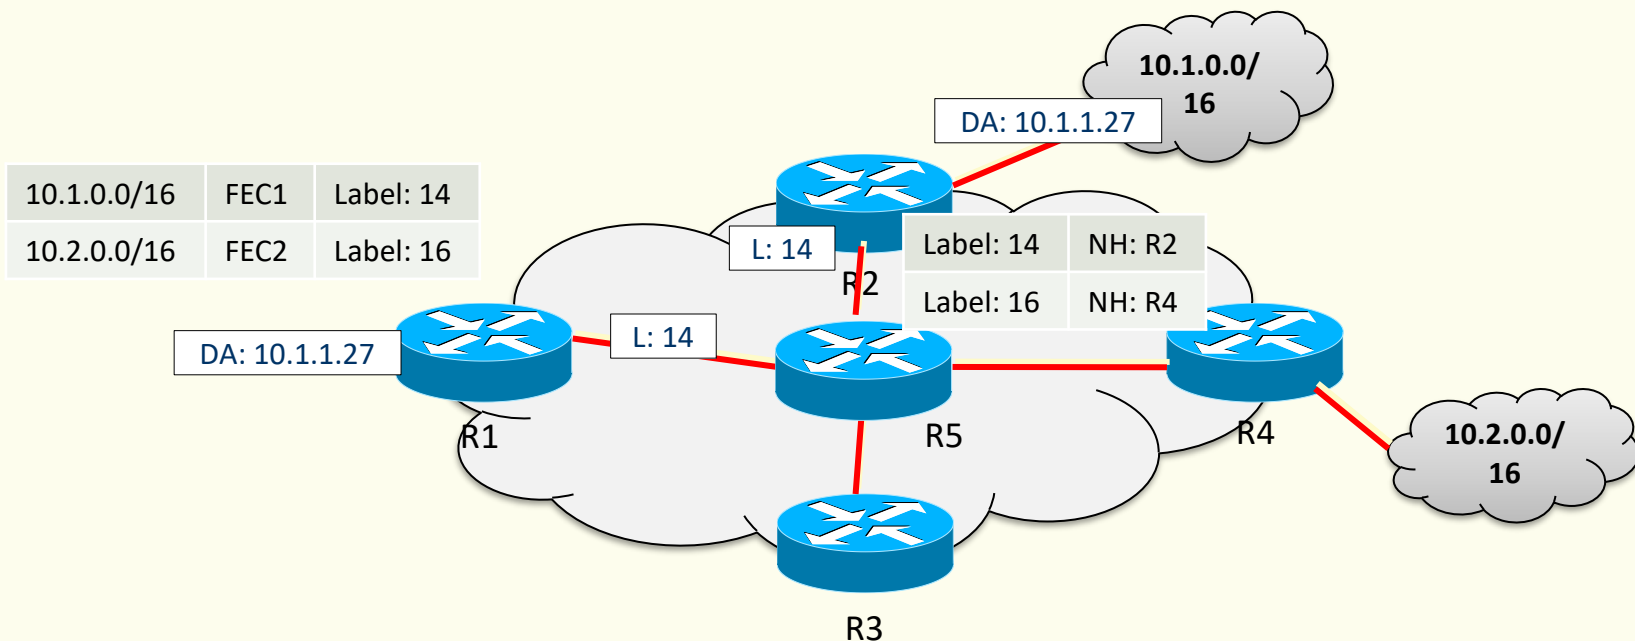 10.1.0.0/
16
DA: 10.1.1.27
10.1.0.0/16 FEC1 Label: 14
10.2.0.0/16 FEC2 Label: 16
L: 14
R2
Label: 14 NH: R2
Label: 16 NH: R4
DA: 10.1.1.27
L: 14
R1
R5
R4
10.2.0.0/
16
R3